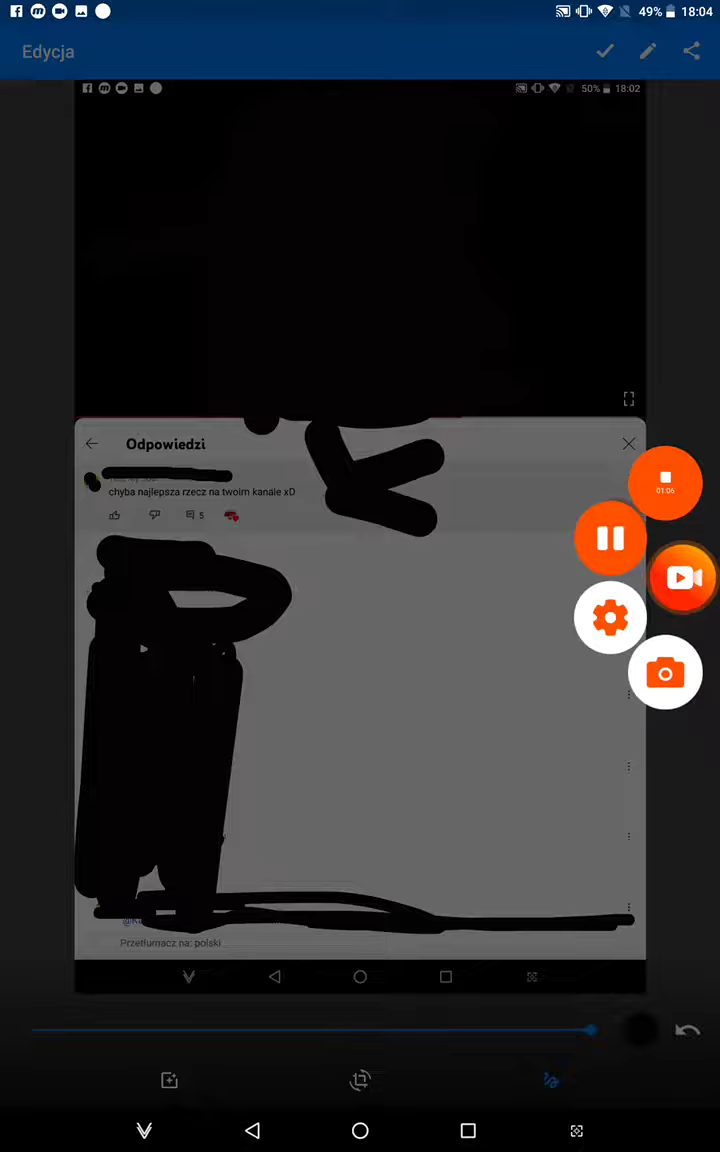 49% 18:04
Edycja
50% 18:02
Odpowiedzi
chyba najlepsza rzecz na twoim kanale xD
5
01:06
Przetłumacz na: polski